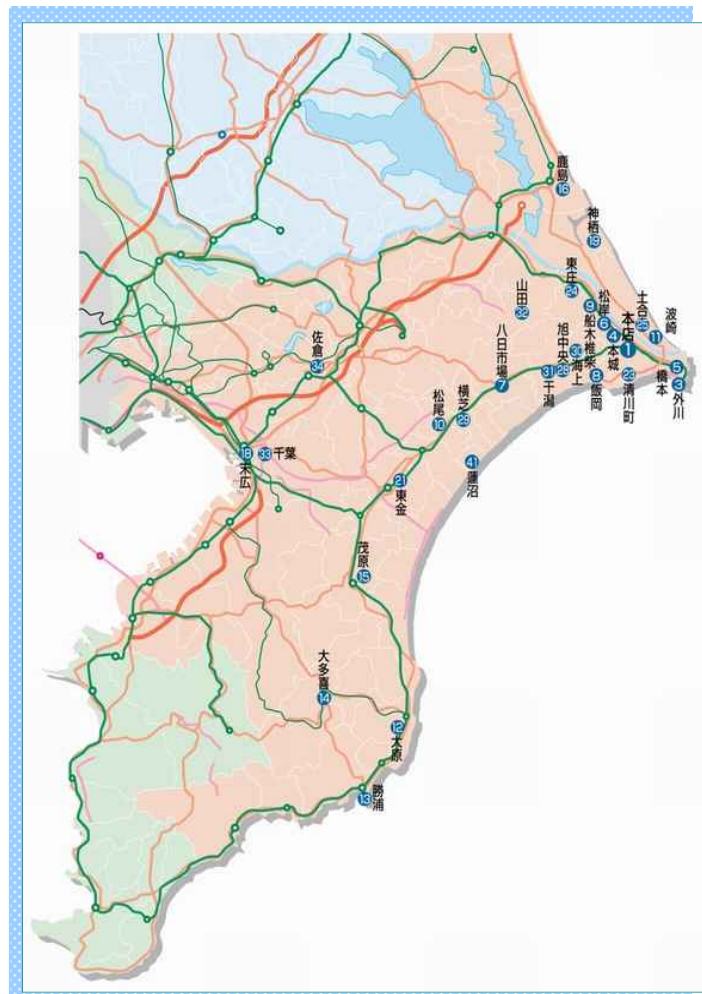 鹿島
16
神栖
19
東庄
24
松岸
6
9
船木椎柴
土合
25
波崎
11
本店
1
4
本城
山田
22
旭中央
28
30
海上
8
飯岡
23
清川町
5
橋本
3
外川
31
干潟
八日市場
7
佐倉
34
横芝
29
松尾
10
41
蓮沼
18
末広
33
千葉
21
東金
茂原
15
大多喜
14
12
大原
13
勝浦